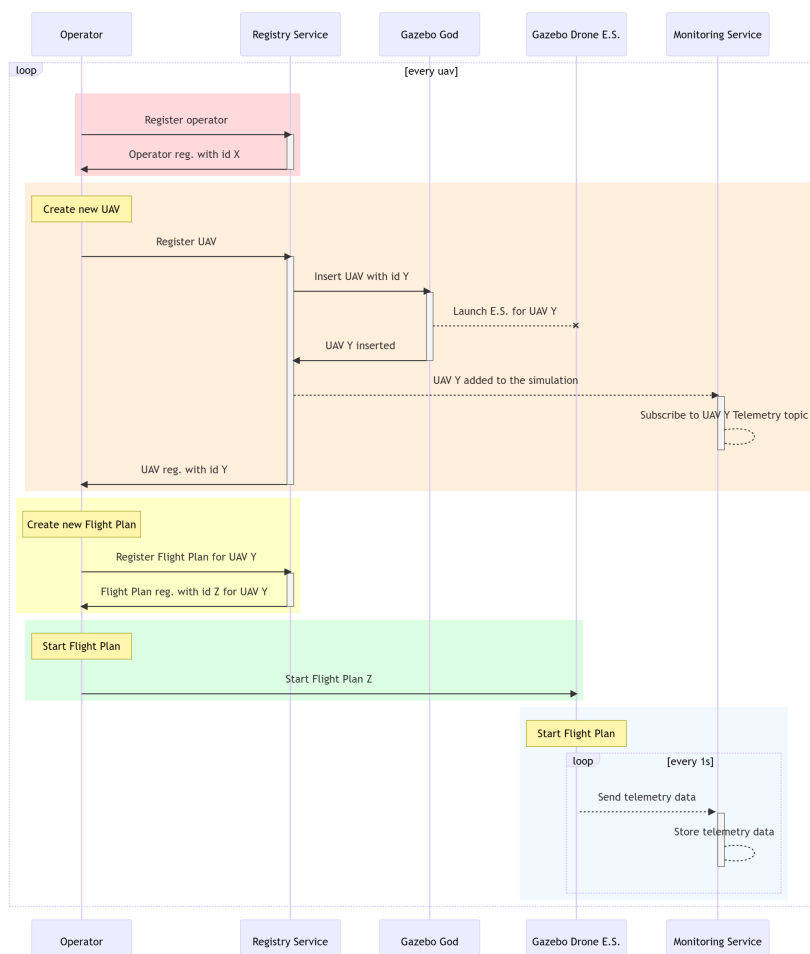 Operator
Registry Service
Gazebo God
Gazebo Drone E.S.
Monitoring Service
loop
[every uav]
Register operator
Operator reg. with id X
Create new UAV
Register UAV
Insert UAV with id Y
Launch E.S. for UAV Y
UAV Y inserted
UAV Y added to the simulation
Subscribe to UAV Y Telemetry topic
UAV reg. with id Y
Create new Flight Plan
Register Flight Plan for UAV Y
Flight Plan reg. with id Z for UAV Y
Start Flight Plan
Start Flight Plan Z
Start Flight Plan
loop
[every 1s]
Send telemetry data
Store telemetry data
Operator
Registry Service
Gazebo God
Gazebo Drone E.S.
Monitoring Service